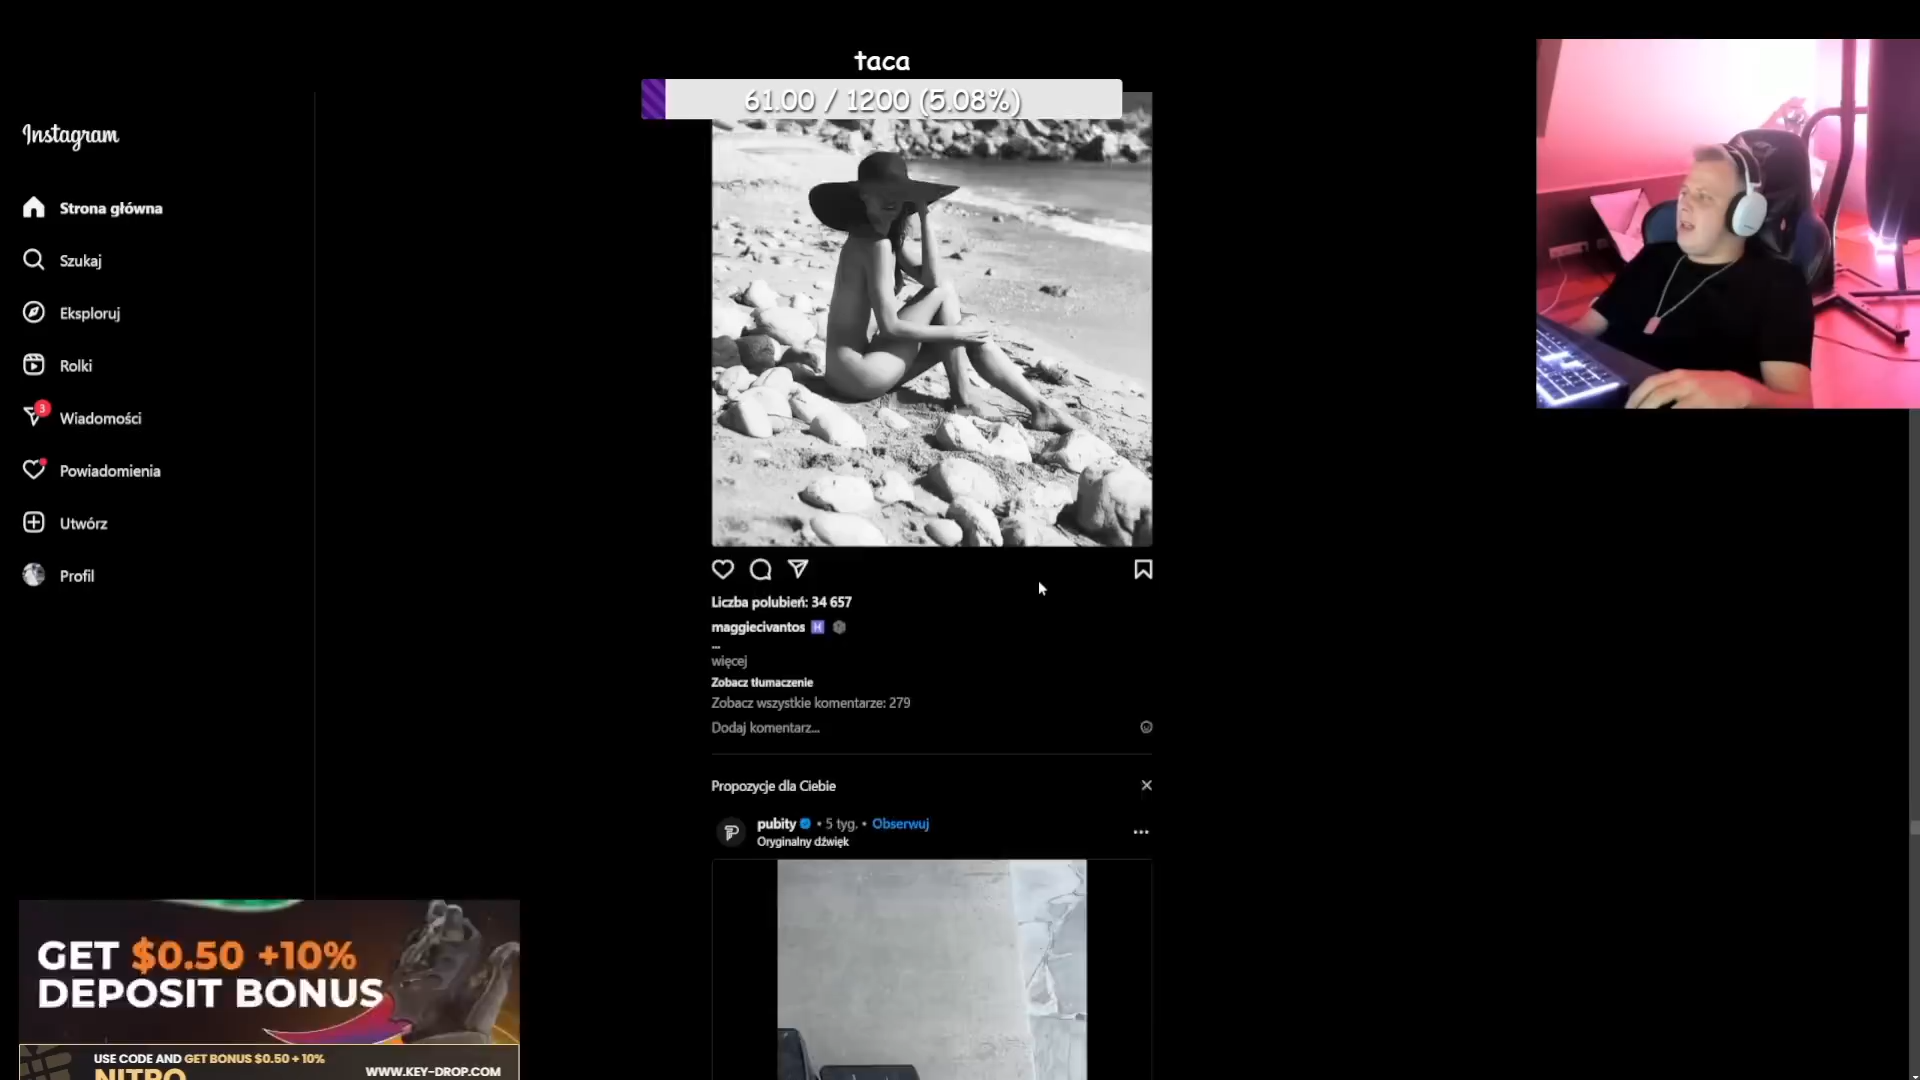 taca
61.00 / 1200 (5.08%)
Instagram
Strona główna
Szukaj
Eksploruj
Rolki
3
Wiadomości
Powiadomienia
Utwórz
Profil
Liczba polubień: 34 657
maggiecivantos
...
więcej
Zobacz tłumaczenie
Zobacz wszystkie komentarze: 279
Dodaj komentarz...
Propozycje dla Ciebie
pubity • 5 tyg. • Obserwuj
Oryginalny dźwięk
GET $0.50 +10%
DEPOSIT BONUS
USE CODE AND GET BONUS $0.50 + 10%
NITRO
WWW.KEY-DROP.COM